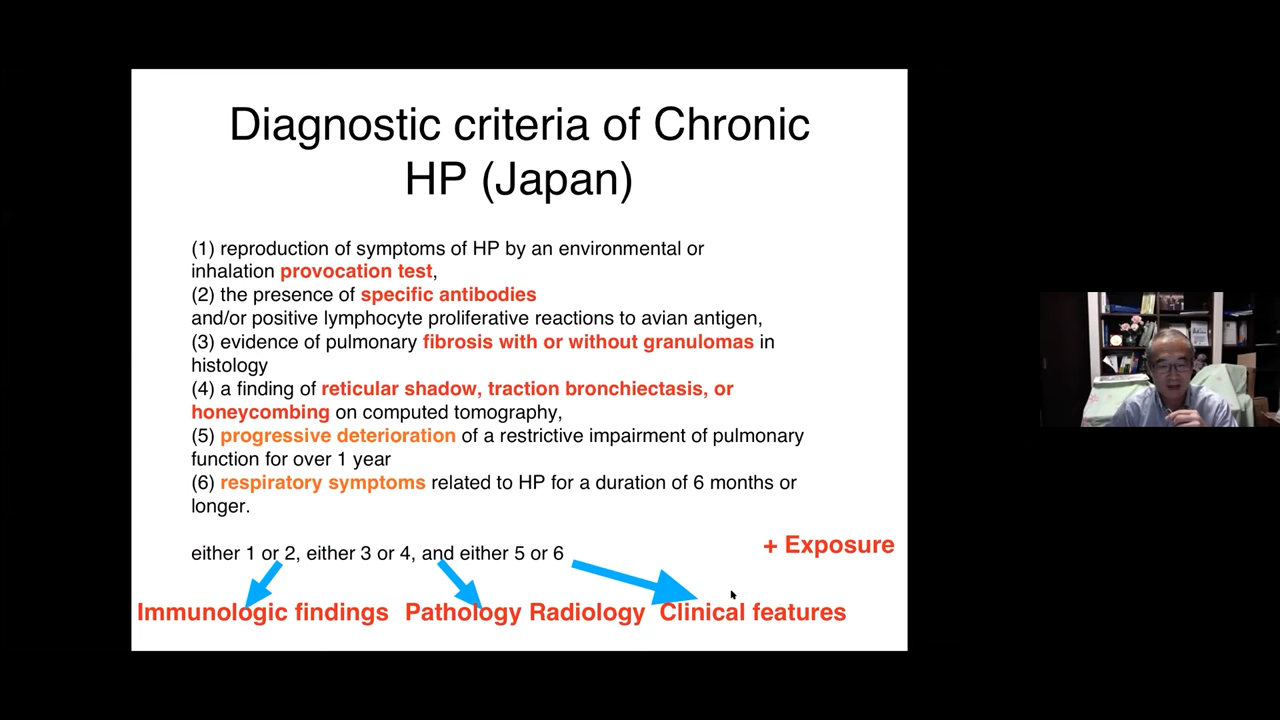 Diagnostic criteria of Chronic
HP (Japan)
(1) reproduction of symptoms of HP by an environmental or
inhalation provocation test,
(2) the presence of specific antibodies
and/or positive lymphocyte proliferative reactions to avian antigen,
(3) evidence of pulmonary fibrosis with or without granulomas in
histology
(4) a finding of reticular shadow, traction bronchiectasis, or
honeycombing on computed tomography,
(5) progressive deterioration of a restrictive impairment of pulmonary
function for over 1 year
(6) respiratory symptoms related to HP for a duration of 6 months or
longer.
either 1 or 2, either 3 or 4, and either 5 or 6
+ Exposure
Immunologic findings Pathology Radiology Clinical features